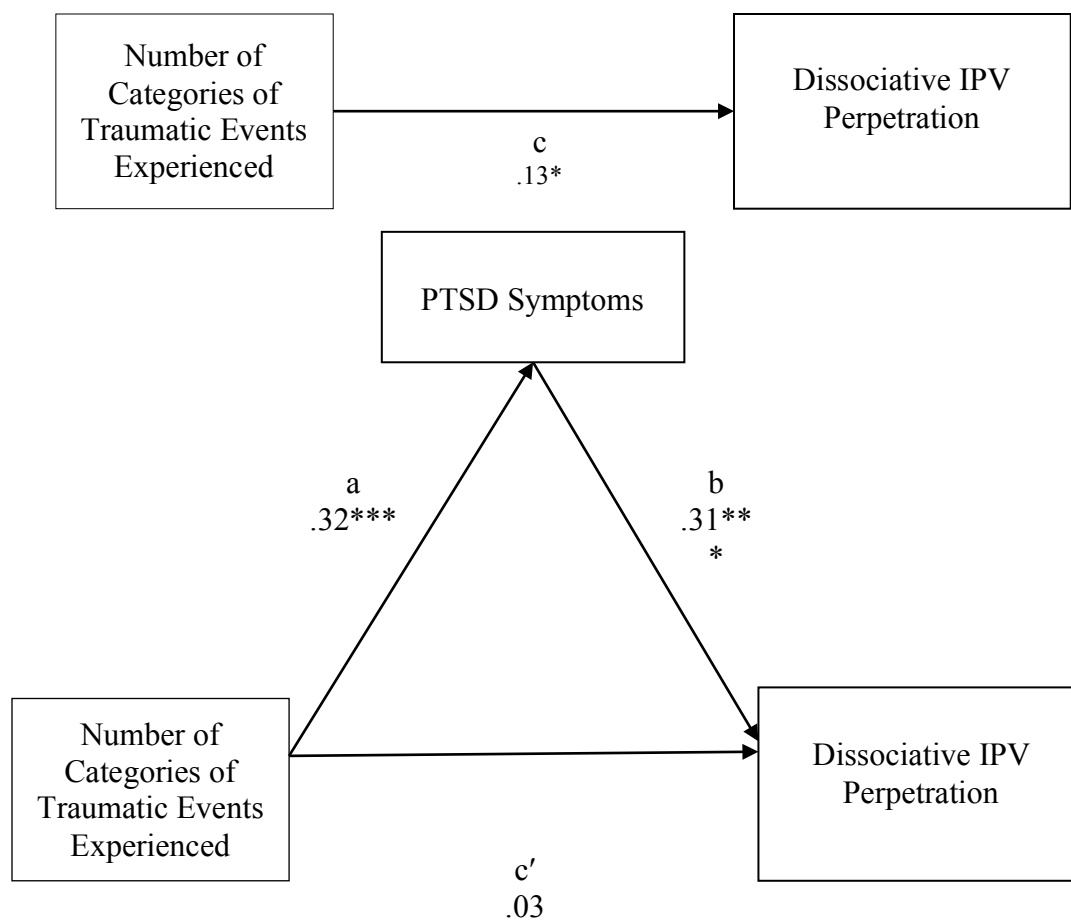 Number of
Categories of
Traumatic Events
Experienced
Dissociative IPV
Perpetration
c
.13*
PTSD Symptoms
a
.32***
b
.31**
*
Number of
Categories of
Traumatic Events
Experienced
Dissociative IPV
Perpetration
c′
.03